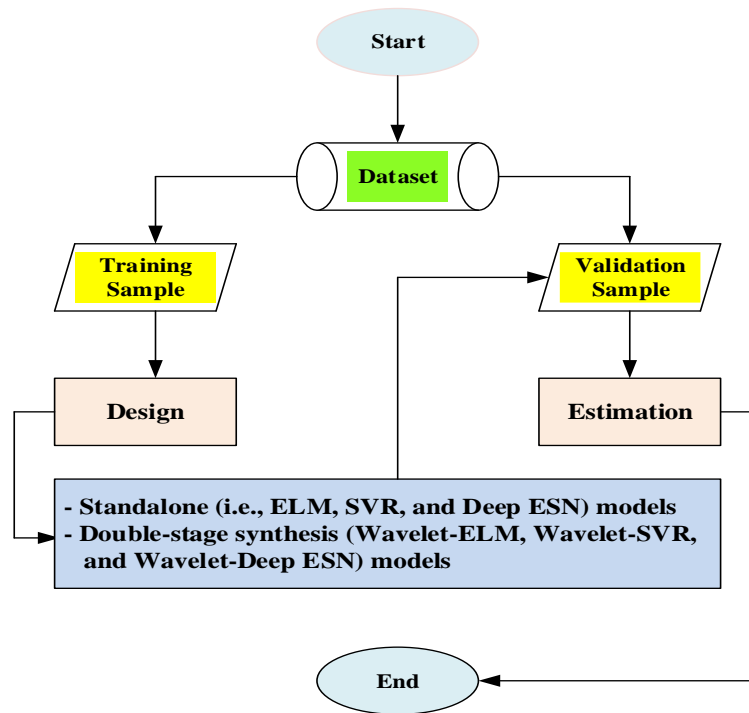 Start
Dataset
Training
Sample
Validation
Sample
Design
Estimation
- Standalone (i.e., ELM, SVR, and Deep ESN) models
- Double-stage synthesis (Wavelet-ELM, Wavelet-SVR,
and Wavelet-Deep ESN) models
End